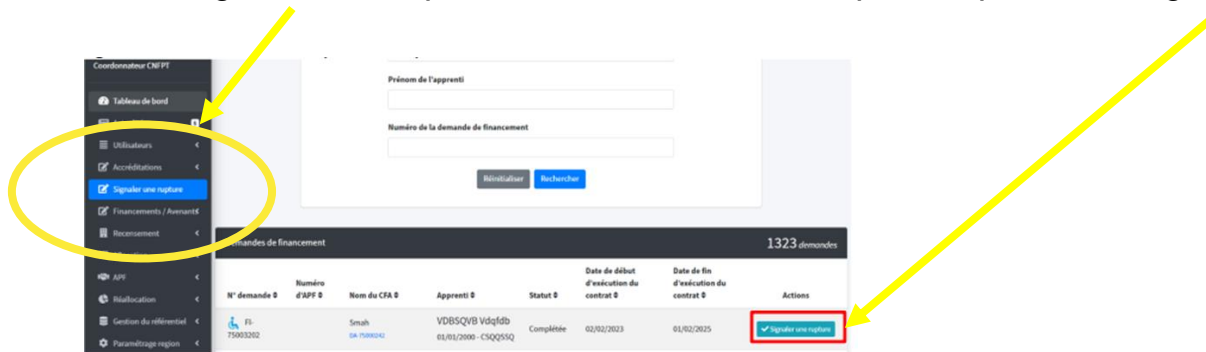 Coordonnateur CNFPT
Tableau de bord
Utilisateurs
Accréditations
Signaler une rupture
Financements / Avenants
Recensement
APF
Réallocation
Gestion du référentiel
Paramétrage region
Prénom de l'apprenti
Numéro de la demande de financement
Réinitialiser Rechercher
Demandes de financement 1323 demandes
N° demande Numéro d'APF Nom du CFA Apprenti Statut Date de début d'exécution du contrat Date de fin d'exécution du contrat Actions
FI-75003202 Smah VDBSQVB Vdqfdb Complétée 02/02/2023 01/02/2025 Signaler une rupture
01/01/2000 - CSQQSSQ